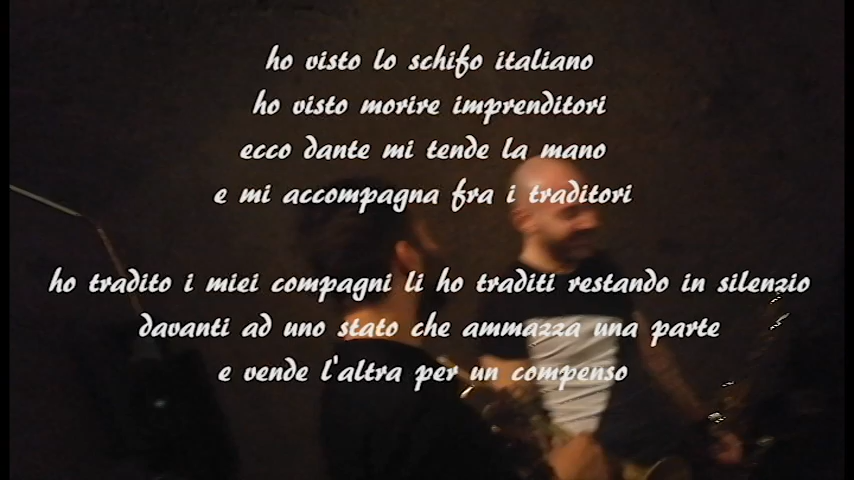 ho visto lo schifo italiano
ho visto morire imprenditori
ecco dante mi tende la mano
e mi accompagna fra i traditori
ho tradito i miei compagni li ho traditi restando in silenzio
davanti ad uno stato che ammazza una parte
e vende l'altra per un compenso